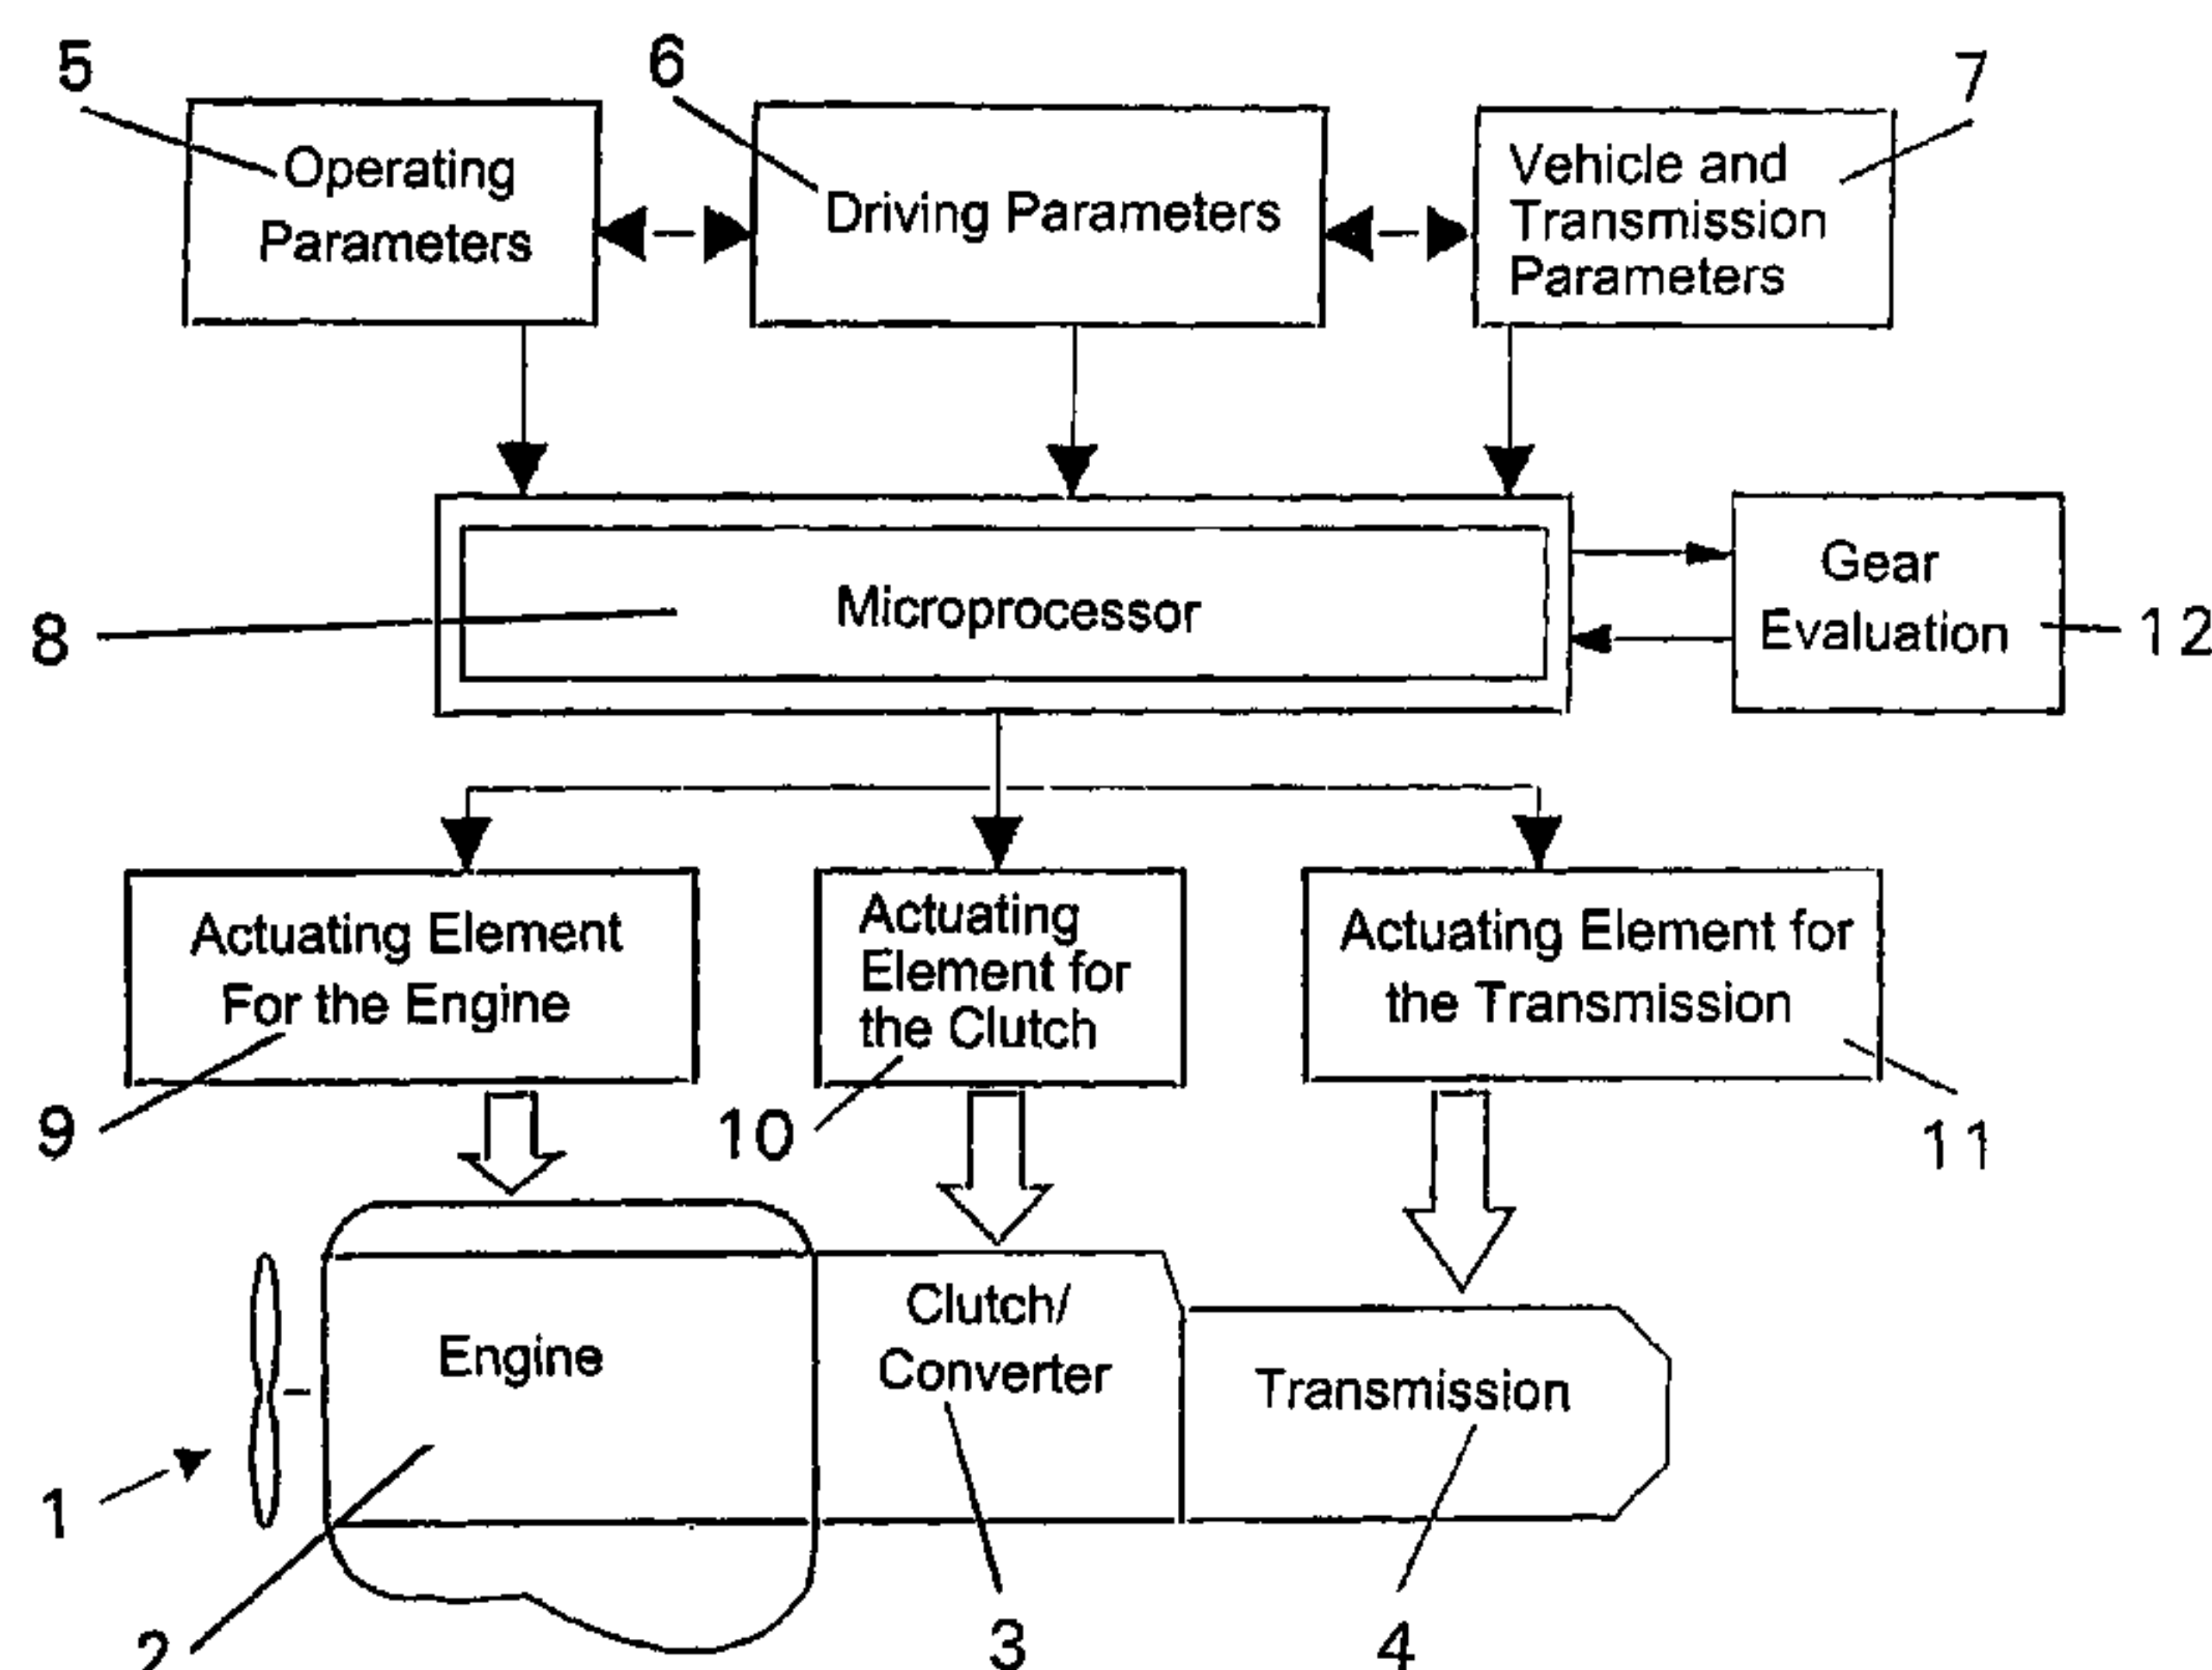 5
6
7
Operating
Parameters
Driving Parameters
Vehicle and
Transmission
Parameters
8
Microprocessor
Gear
Evaluation
12
Actuating Element
For the Engine
Actuating
Element for
the Clutch
Actuating Element for
the Transmission
9
10
11
Engine
Clutch/
Converter
Transmission
1
2
3
4